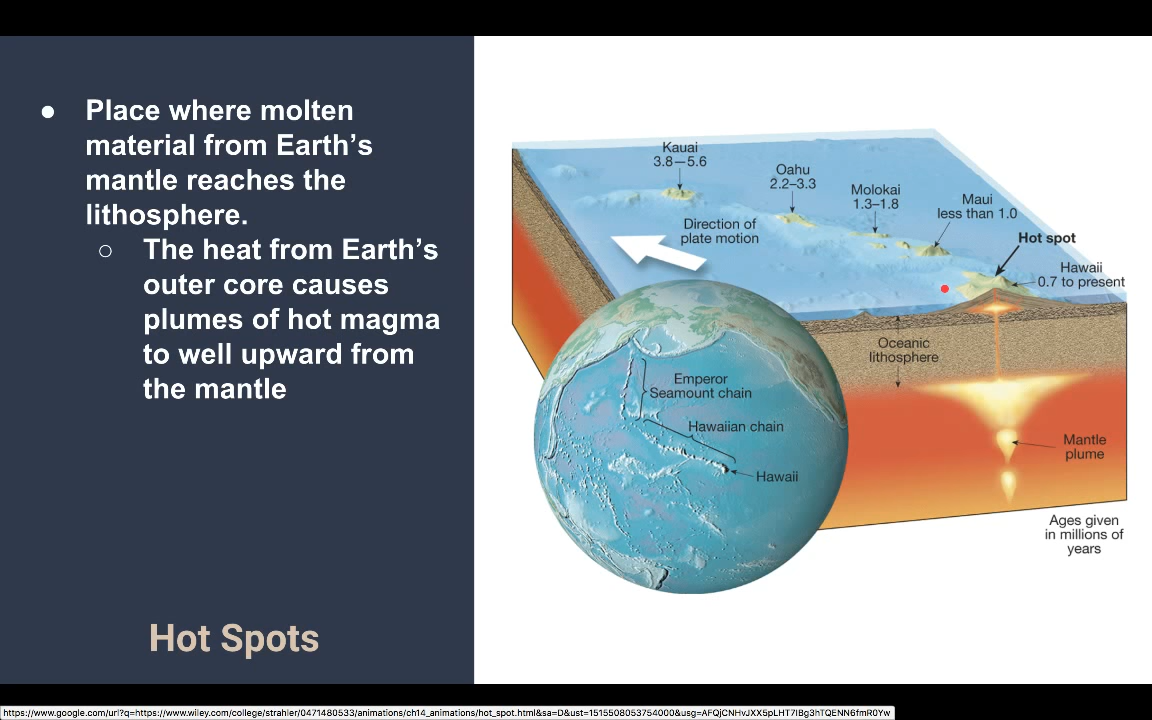 ● Place where molten
material from Earth's
mantle reaches the
lithosphere.
○ The heat from Earth's
outer core causes
plumes of hot magma
to well upward from
the mantle
Hot Spots
Kauai
3.8–5.6
Oahu
2.2–3.3
Molokai
1.3–1.8
Maui
less than 1.0
Direction of
plate motion
Hot spot
Hawaii
0.7 to present
Oceanic
lithosphere
Emperor
Seamount chain
Hawaiian chain
Hawaii
Mantle
plume
Ages given
in millions of
years
https://www.google.com/url?q=https://www.wiley.com/college/strahler/0471480533/animations/ch14_animations/hot_spot.html&sa=D&ust=1515508053754000&usg=AFQjCNHvJXX5pLHT7IBg3hTQENN6fmR0Yw